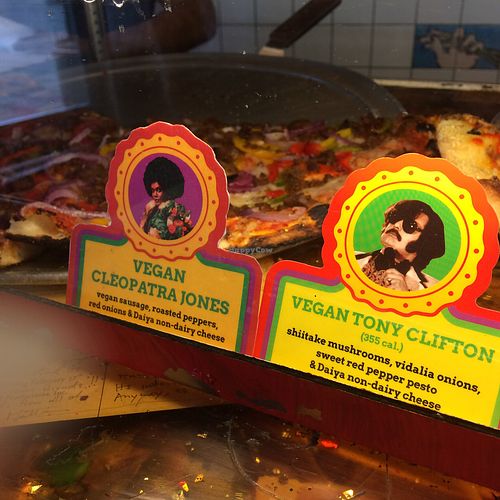 VEGAN
CLEOPATRA JONES
vegan sausage, roasted peppers,
red onions & Daiya non-dairy cheese
VEGAN TONY CLIFTON
(355 cal.)
shiitake mushrooms, vidalia onions,
sweet red pepper pesto
& Daiya non-dairy cheese
HappyCow